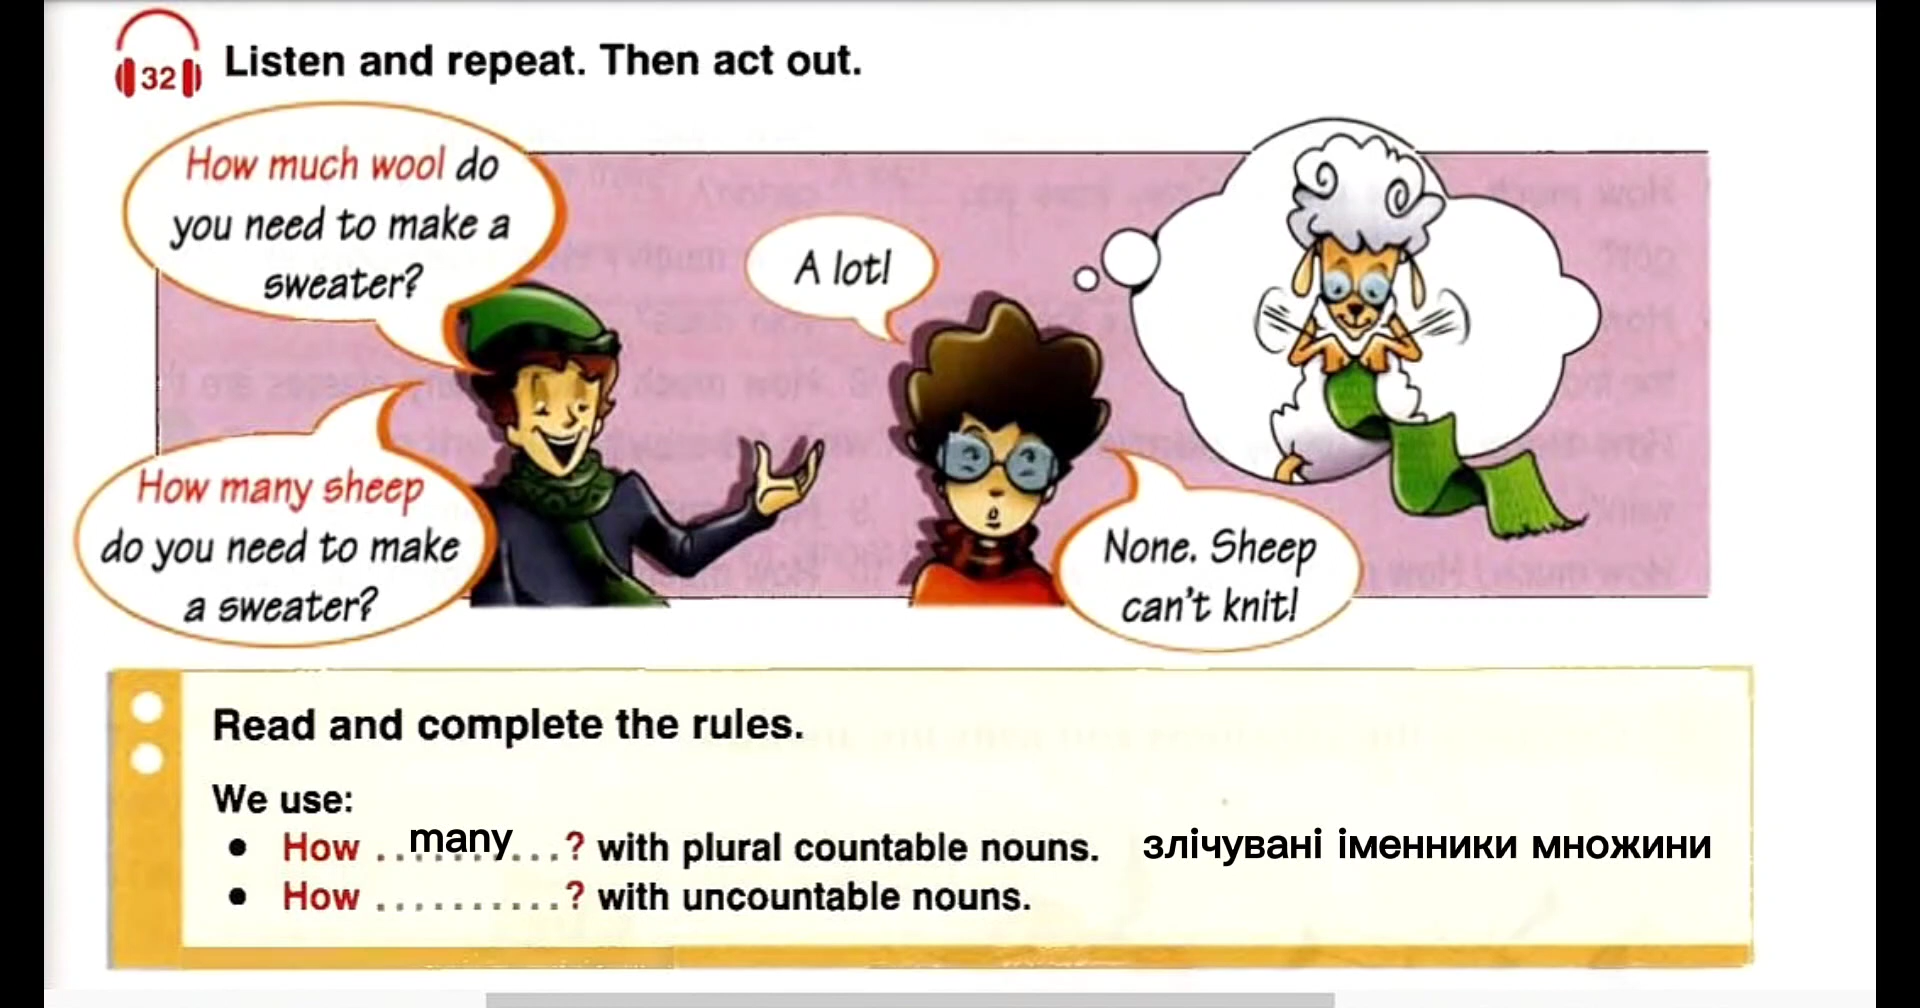 32 Listen and repeat. Then act out.
How much wool do
you need to make a
sweater?
A lot!
How many sheep
do you need to make
a sweater?
None. Sheep
can't knit!
Read and complete the rules.
We use:
• How ..many...? with plural countable nouns. злічувані іменники множини
• How ..........? with uncountable nouns.